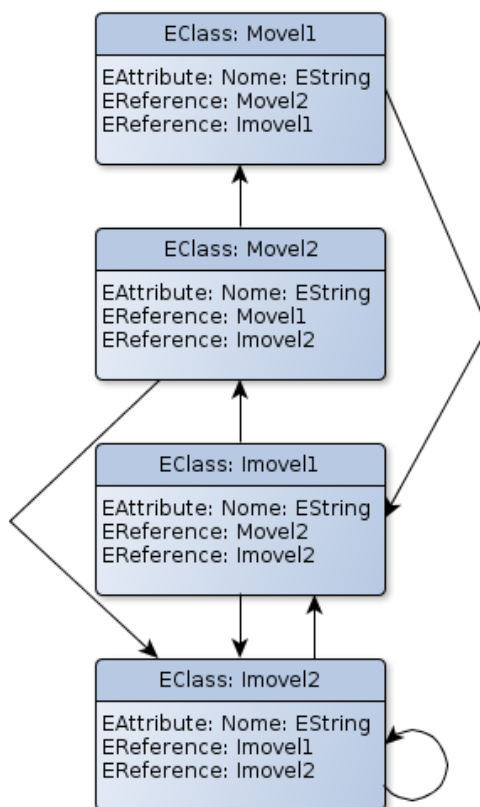 EClass: Movel1
EAttribute: Nome: EString
EReference: Movel2
EReference: Imovel1
EClass: Movel2
EAttribute: Nome: EString
EReference: Movel1
EReference: Imovel2
EClass: Imovel1
EAttribute: Nome: EString
EReference: Movel2
EReference: Imovel2
EClass: Imovel2
EAttribute: Nome: EString
EReference: Imovel1
EReference: Imovel2